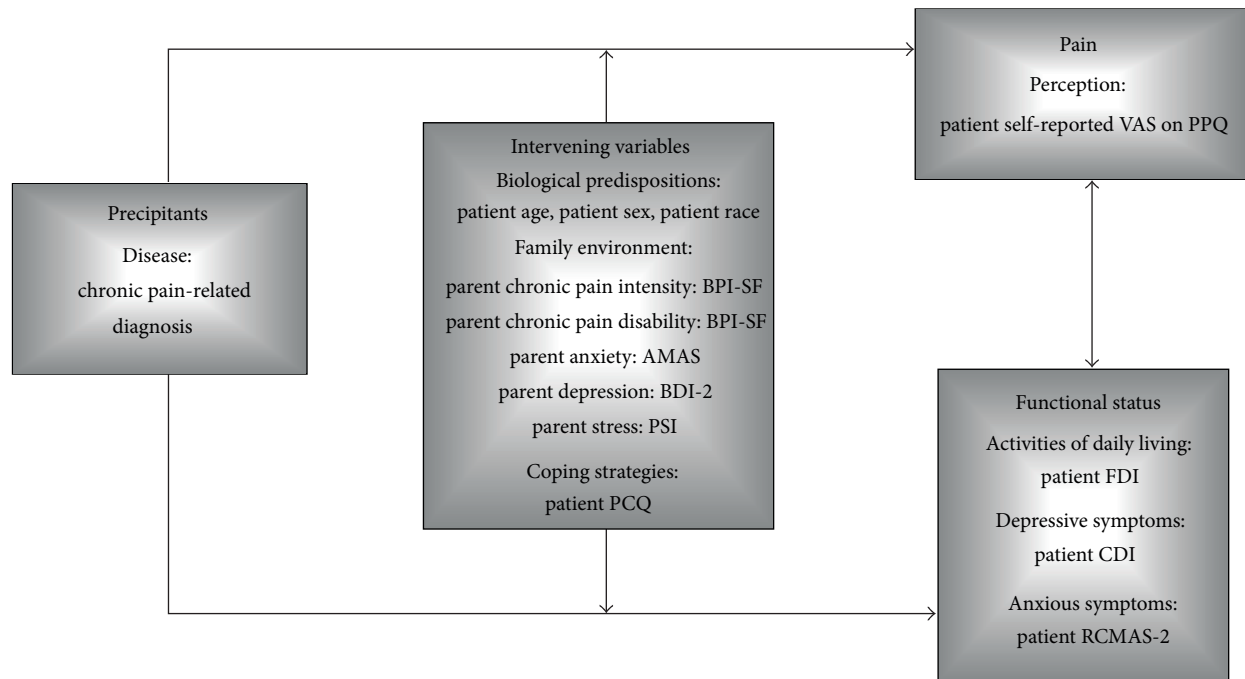 Precipitants
Disease:
chronic pain-related
diagnosis
Intervening variables
Biological predispositions:
patient age, patient sex, patient race
Family environment:
parent chronic pain intensity: BPI-SF
parent chronic pain disability: BPI-SF
parent anxiety: AMAS
parent depression: BDI-2
parent stress: PSI
Coping strategies:
patient PCQ
Pain
Perception:
patient self-reported VAS on PPQ
Functional status
Activities of daily living:
patient FDI
Depressive symptoms:
patient CDI
Anxious symptoms:
patient RCMAS-2